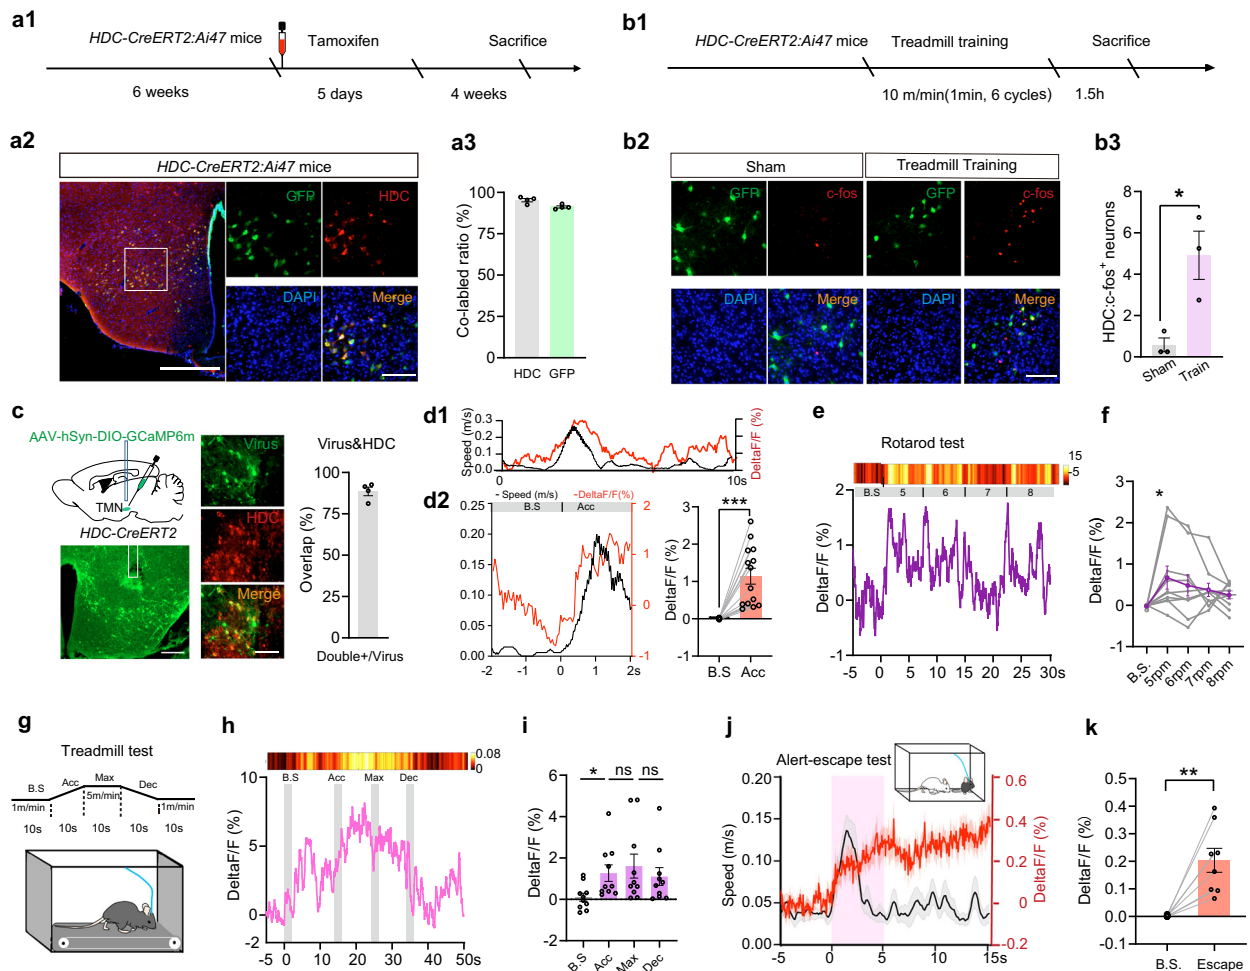 a1
HDC-CreERT2:Ai47 mice
Tamoxifen
Sacrifice
6 weeks
5 days
4 weeks
b1
HDC-CreERT2:Ai47 mice
Treadmill training
Sacrifice
10 m/min(1min, 6 cycles)
1.5h
a2
HDC-CreERT2:Ai47 mice
GFP
HDC
DAPI
Merge
a3
Co-labled ratio (%)
100
75
50
25
0
HDC
GFP
b2
Sham
Treadmill Training
GFP
c-fos
GFP
c-fos
DAPI
Merge
DAPI
Merge
b3
HDC:c-fos+ neurons
8
6
4
2
0
*
Sham
Train
c
AAV-hSyn-DIO-GCaMP6m
TMN
HDC-CreERT2
Virus
HDC
Merge
Virus&HDC
Overlap (%)
100
50
0
Double+/Virus
d1
Speed (m/s)
0.3
0.2
0.1
0.0
DeltaF/F (%)
0
10s
d2
Speed (m/s)
DeltaF/F(%)
B.S
Acc
0.25
0.20
0.15
0.10
0.05
0.00
2
1
0
-1
-2
-1
0
1
2s
***
DeltaF/F (%)
3
2
1
0
-1
B.S
Acc
e
Rotarod test
15
-5
B.S
5
6
7
8
DeltaF/F (%)
2
1
0
-1
-5
0
5
10
15
20
25
30s
f
DeltaF/F (%)
3
2
1
0
-1
*
B.S.
5rpm
6rpm
7rpm
8rpm
g
Treadmill test
B.S
Acc
Max
Dec
1m/min
5m/min
1m/min
10s
10s
10s
10s
10s
h
0.08
0
B.S
Acc
Max
Dec
DeltaF/F (%)
10
6
2
-2
-5
0
10
20
30
40
50s
i
DeltaF/F (%)
6
4
2
0
-2
*
ns
ns
B.S
Acc
Max
Dec
j
Alert-escape test
Speed (m/s)
0.20
0.15
0.10
0.05
0.00
0.6
0.4
0.2
0
-0.2
DeltaF/F (%)
-5
0
5
10
15s
k
DeltaF/F (%)
0.5
0.4
0.3
0.2
0.1
0.0
-0.1
**
B.S.
Escape